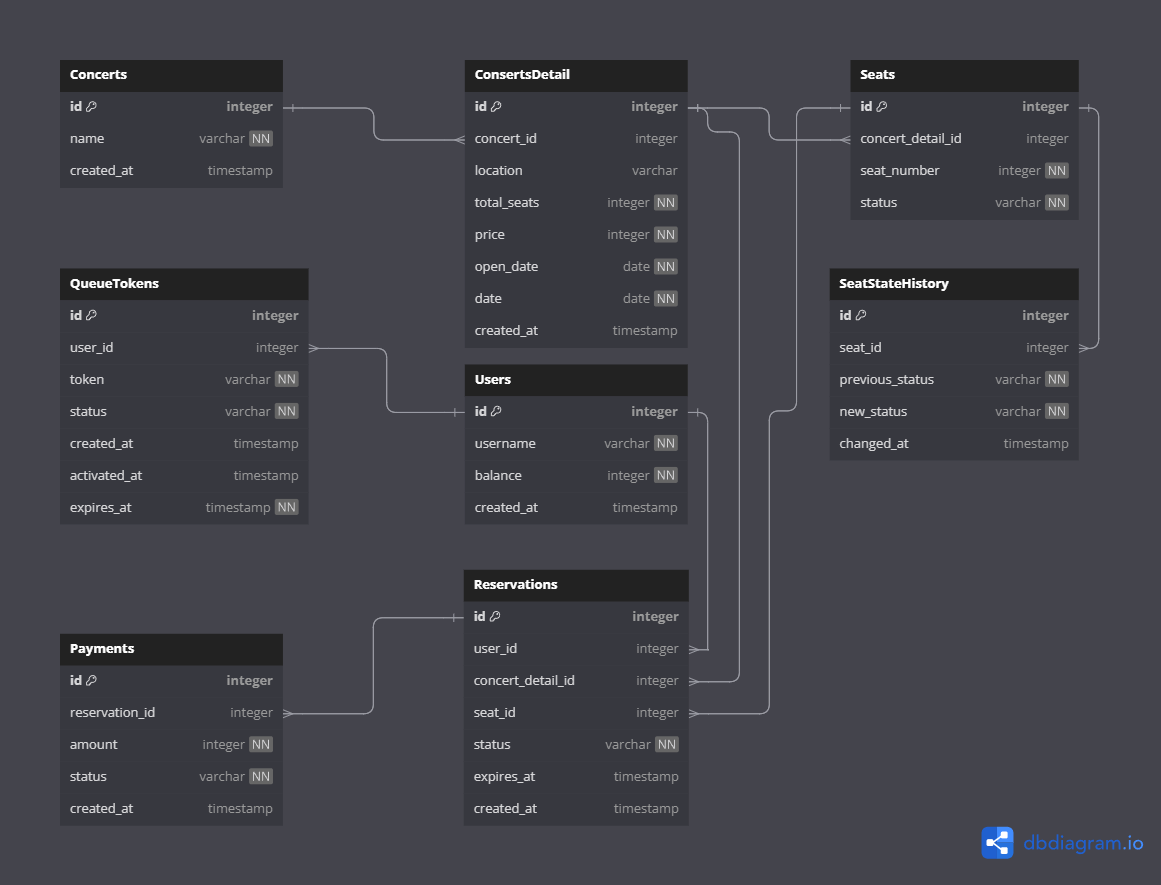 Concerts
id integer
name varchar NN
created_at timestamp
ConsertsDetail
id integer
concert_id integer
location varchar
total_seats integer NN
price integer NN
open_date date NN
date date NN
created_at timestamp
Seats
id integer
concert_detail_id integer
seat_number integer NN
status varchar NN
QueueTokens
id integer
user_id integer
token varchar NN
status varchar NN
created_at timestamp
activated_at timestamp
expires_at timestamp NN
Users
id integer
username varchar NN
balance integer NN
created_at timestamp
SeatStateHistory
id integer
seat_id integer
previous_status varchar NN
new_status varchar NN
changed_at timestamp
Payments
id integer
reservation_id integer
amount integer NN
status varchar NN
created_at timestamp
Reservations
id integer
user_id integer
concert_detail_id integer
seat_id integer
status varchar NN
expires_at timestamp
created_at timestamp
dbdiagram.io